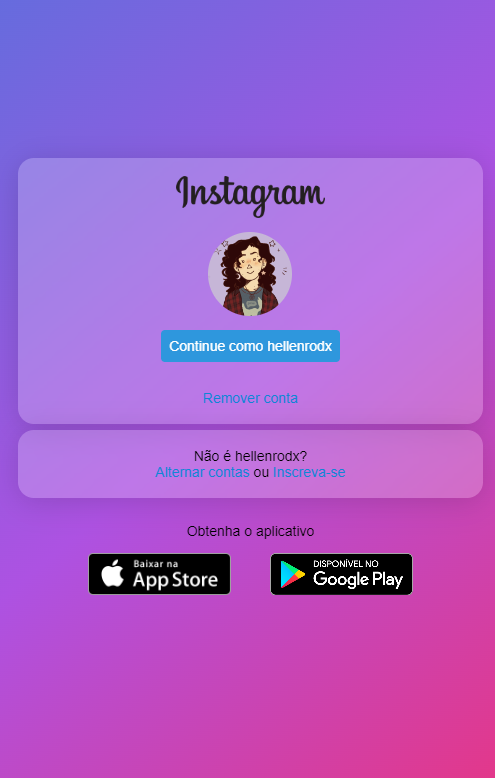 Instagram
Continue como hellenrodx
Remover conta
Não é hellenrodx?
Alternar contas ou Inscreva-se
Obtenha o aplicativo
Baixar na
App Store
DISPONÍVEL NO
Google Play